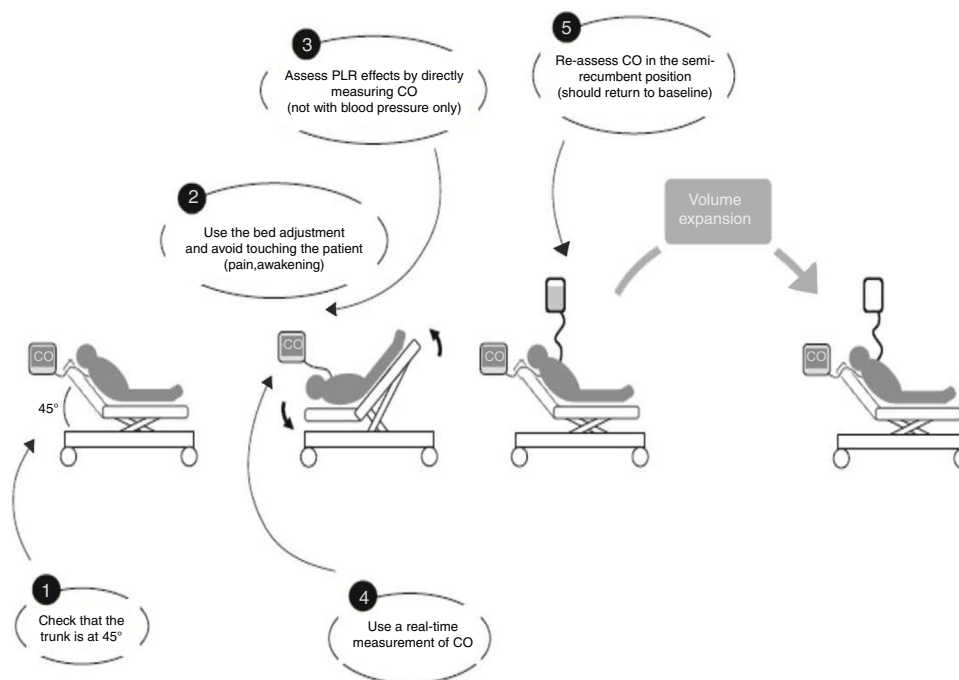 3
Assess PLR effects by directly
measuring CO
(not with blood pressure only)
5
Re-assess CO in the semi-
recumbent position
(should return to baseline)
2
Use the bed adjustment
and avoid touching the patient
(pain,awakening)
Volume
expansion
CO
CO
CO
CO
45°
1
Check that the
trunk is at 45°
4
Use a real-time
measurement of CO